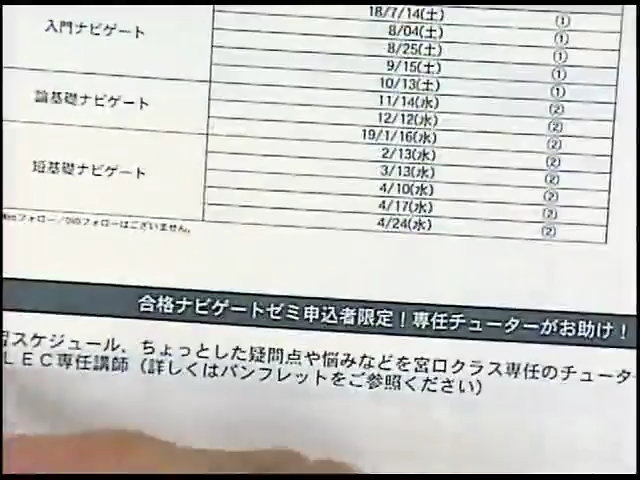 18/7/14(土) ①
入門ナビゲート 8/04(土) ①
8/25(土) ①
9/15(土) ①
10/13(土) ①
論基礎ナビゲート 11/14(水) ②
12/12(水) ②
19/1/16(水) ②
2/13(水) ②
短基礎ナビゲート 3/13(水) ②
4/10(水) ②
4/17(水) ②
4/24(水) ②
Webフォロー／DVDフォローはございません。
合格ナビゲートゼミ申込者限定！専任チューターがお助け！
習スケジュール、ちょっとした疑問点や悩みなどを宮口クラス専任のチュータ
ＬＥＣ専任講師（詳しくはパンフレットをご参照ください）